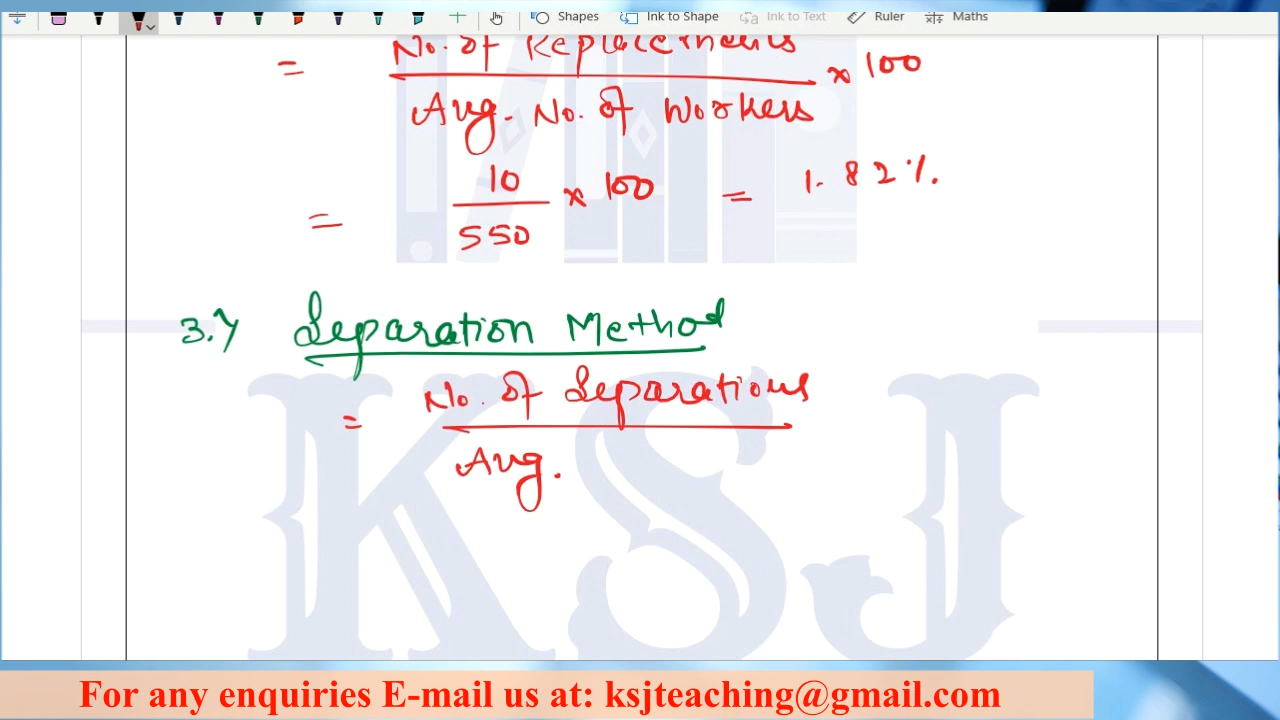 Shapes Ink to Shape Ink to Text Ruler Maths
= No. of Replacements × 100
Avg. No. of Workers
= 10 × 100 = 1.82%
550
3.) Separation Method
= No. of Separations
Avg.
KSJ
For any enquiries E-mail us at: ksjteaching@gmail.com